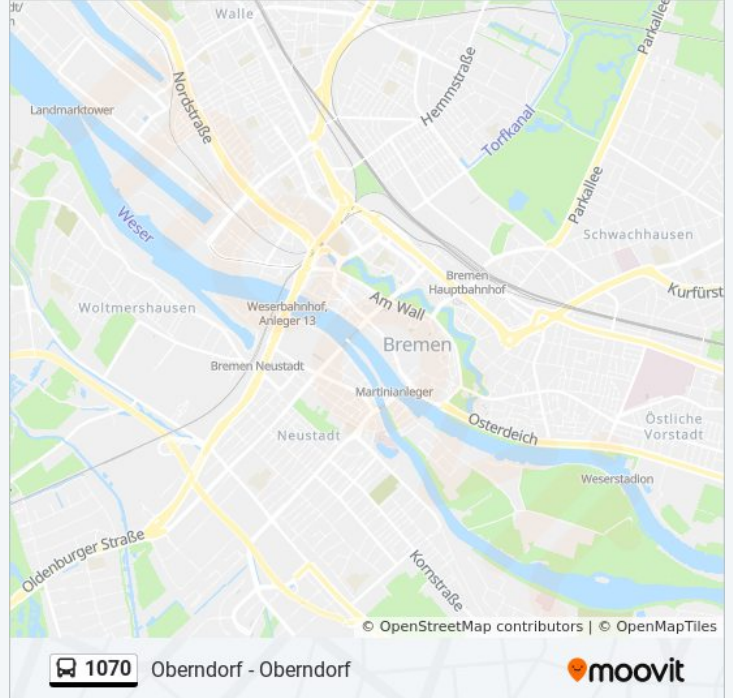 dt/
Walle
Parkallee
Nordstraße
Hemmstraße
Landmarktower
Torfkanal
Parkallee
Weser
Schwachhausen
Bremen
Hauptbahnhof
Kurfürst
Am Wall
Woltmershausen
Weserbahnhof,
Anleger 13
Bremen
Bremen Neustadt
Martinianleger
Osterdeich
Östliche
Vorstadt
Neustadt
Weserstadion
Oldenburger Straße
Kornstraße
© OpenStreetMap contributors | © OpenMapTiles
1070 Oberndorf - Oberndorf
moovit